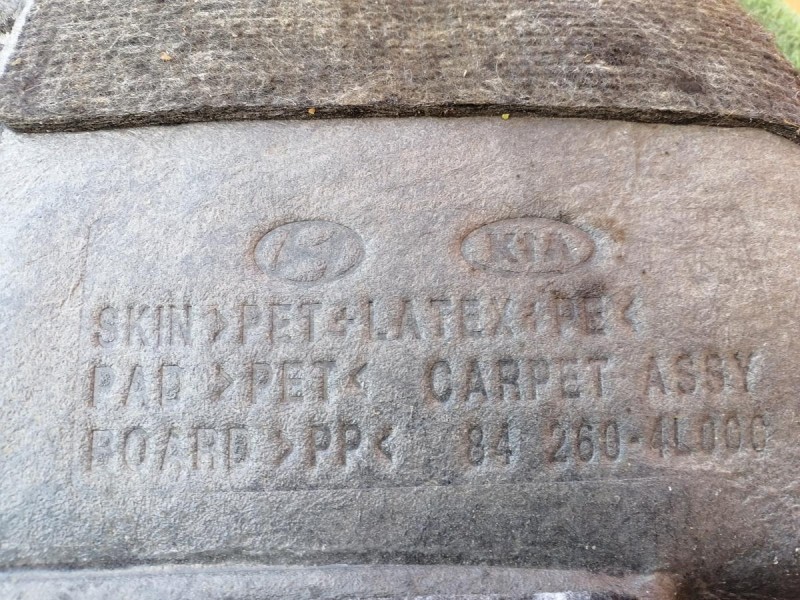 KIA
SKIN >PET+LATEX+PE<
PAD >PET< CARPET ASSY
BOARD >PP< 84 260-4L000